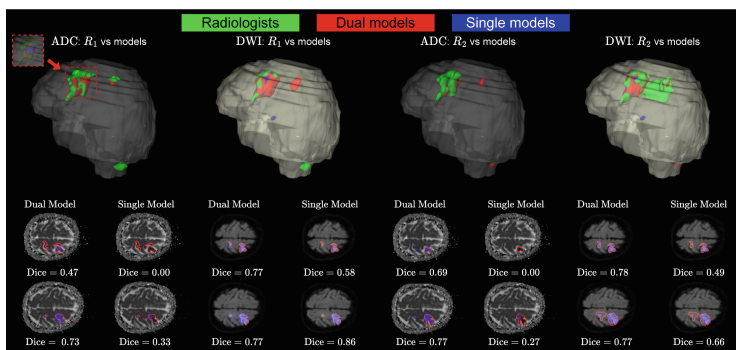 Radiologists Dual models Single models
ADC: R1 vs models DWI: R1 vs models ADC: R2 vs models DWI: R2 vs models
Dual Model Single Model Dual Model Single Model Dual Model Single Model Dual Model Single Model
Dice = 0.47 Dice = 0.00 Dice = 0.77 Dice = 0.58 Dice = 0.69 Dice = 0.00 Dice = 0.78 Dice = 0.49
Dice = 0.73 Dice = 0.33 Dice = 0.77 Dice = 0.86 Dice = 0.77 Dice = 0.27 Dice = 0.77 Dice = 0.66